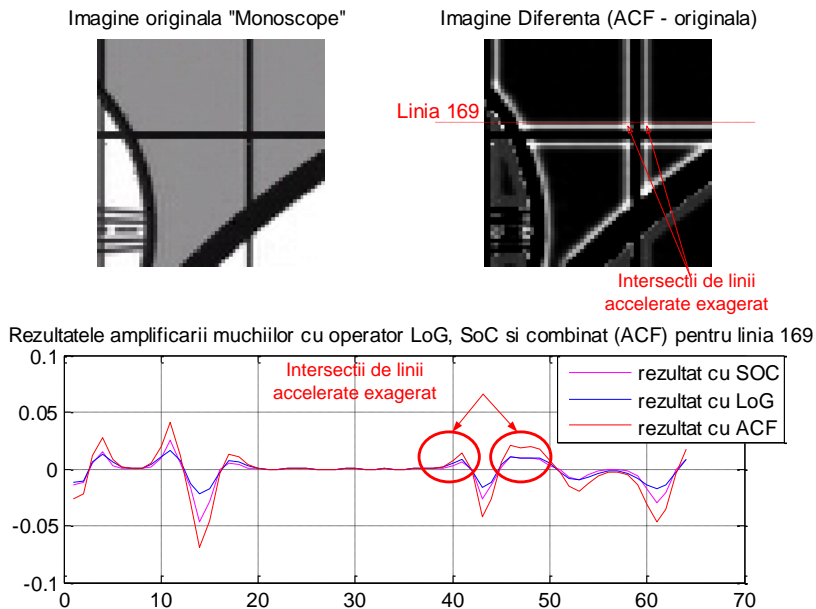 Imagine originala "Monoscope"
Imagine Diferenta (ACF - originala)
Linia 169
Intersectii de linii
accelerate exagerat
Rezultatele amplificarii muchiilor cu operator LoG, SoC si combinat (ACF) pentru linia 169
0.1
0.05
0
-0.05
-0.1
Intersectii de linii
accelerate exagerat
rezultat cu SOC
rezultat cu LoG
rezultat cu ACF
0 10 20 30 40 50 60 70